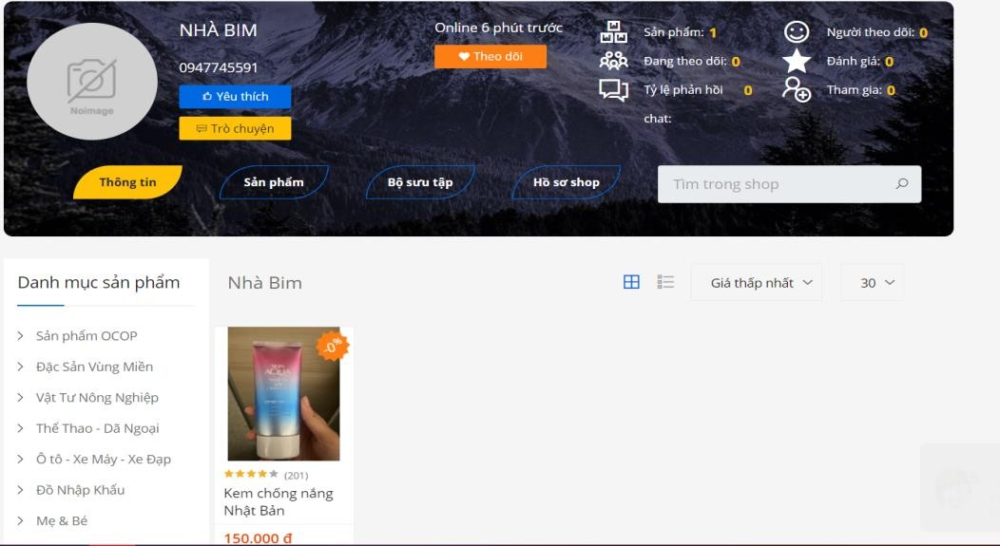 NHÀ BIM
0947745591
Yêu thích
Trò chuyện
Noimage
Online 6 phút trước
Theo dõi
Sản phẩm: 1
Đang theo dõi: 0
Tỷ lệ phản hồi chat: 0
Người theo dõi: 0
Đánh giá: 0
Tham gia: 0
Thông tin
Sản phẩm
Bộ sưu tập
Hồ sơ shop
Tìm trong shop
Danh mục sản phẩm
Sản phẩm OCOP
Đặc Sản Vùng Miền
Vật Tư Nông Nghiệp
Thể Thao - Dã Ngoại
Ô tô - Xe Máy - Xe Đạp
Đồ Nhập Khẩu
Mẹ & Bé
Nhà Bim
Giá thấp nhất
30
-0%
SKIN
AQUA
(201)
Kem chống nắng
Nhật Bản
150.000 đ